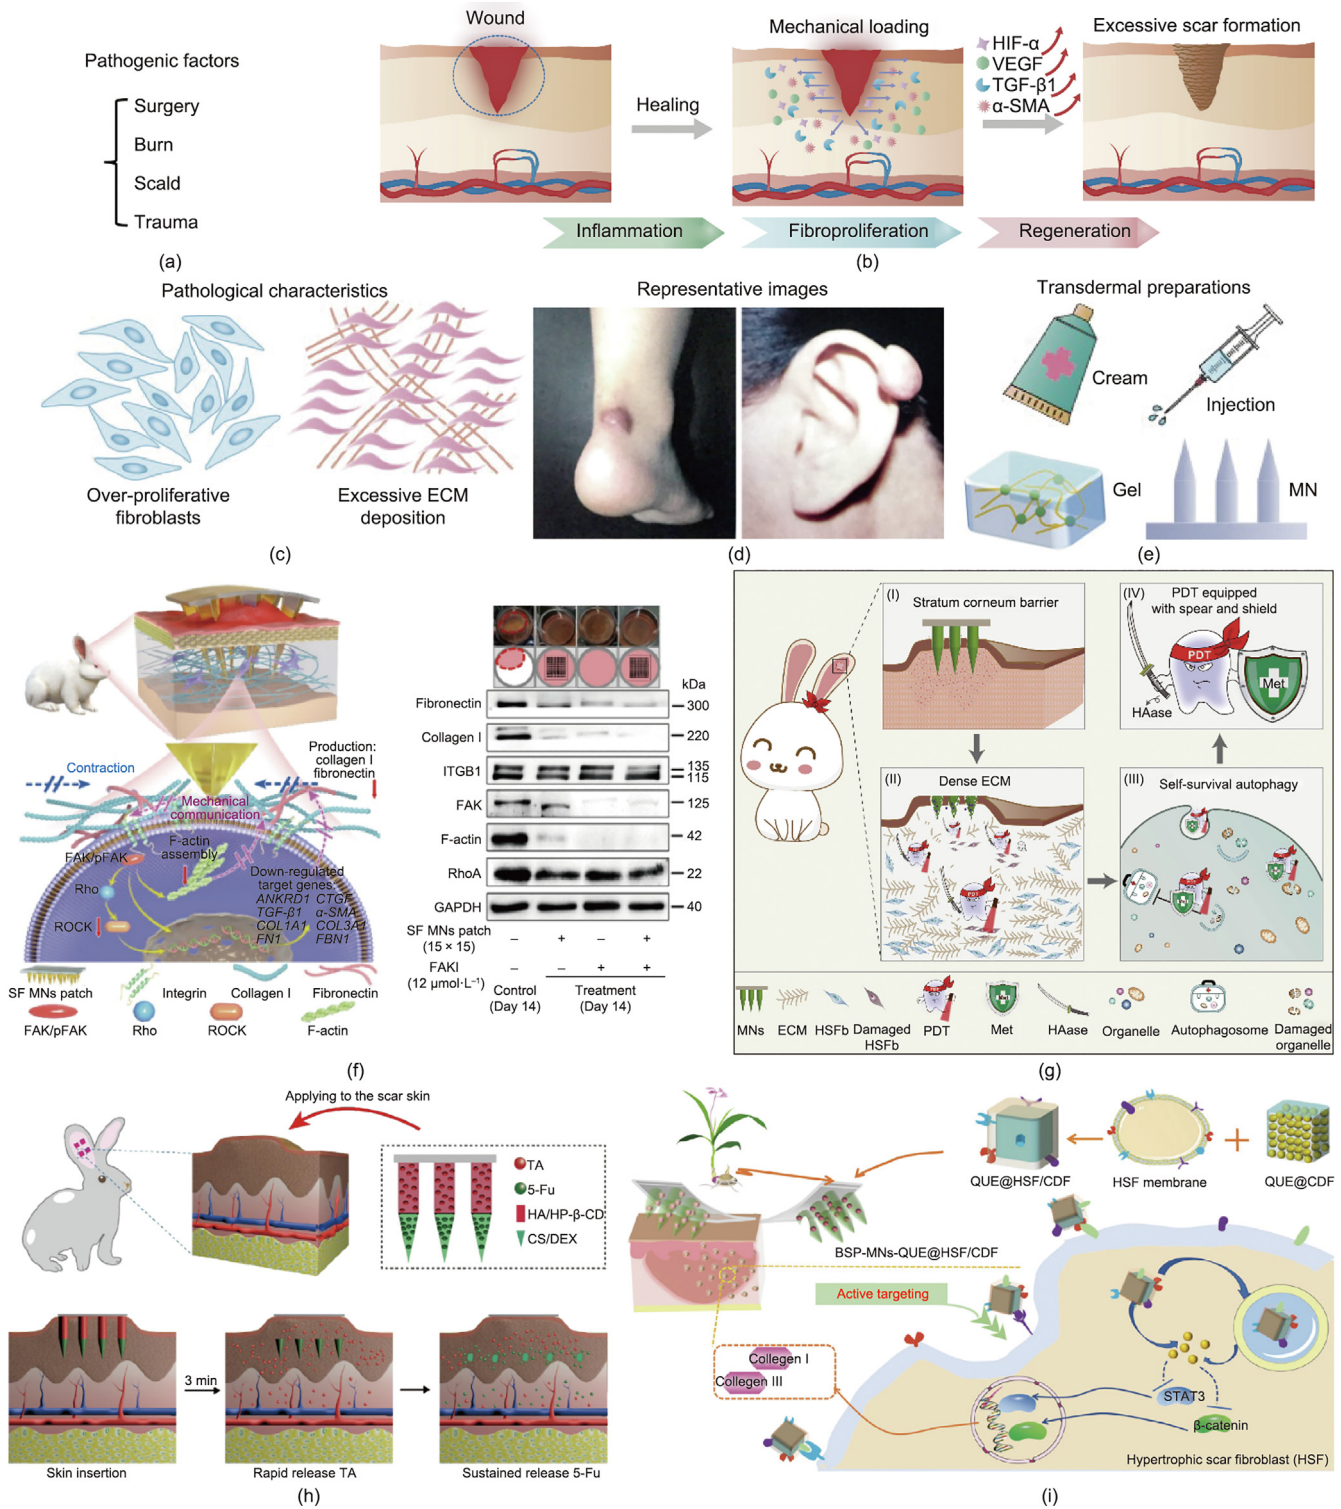 Pathogenic factors
Surgery
Burn
Scald
Trauma
(a)
Wound
Healing
Mechanical loading
HIF-α
VEGF
TGF-β1
α-SMA
Excessive scar formation
Inflammation
Fibroproliferation
Regeneration
(b)
Pathological characteristics
Over-proliferative
fibroblasts
Excessive ECM
deposition
(c)
Representative images
(d)
Transdermal preparations
Cream
Injection
Gel
MN
(e)
Contraction
Production:
collagen I
fibronectin
Mechanical
communication
F-actin
assembly
FAK/pFAK
Rho
ROCK
Down-regulated
target genes:
ANKRD1 CTGF
TGF-β1 α-SMA
COL1A1 COL3A1
FN1 FBN1
SF MNs patch
Integrin
Collagen I
Fibronectin
FAK/pFAK
Rho
ROCK
F-actin
kDa
Fibronectin
300
Collagen I
220
ITGB1
135
115
FAK
125
F-actin
42
RhoA
22
GAPDH
40
SF MNs patch
(15 × 15)
– + – +
FAKI
(12 μmol·L⁻¹)
– – + +
Control
(Day 14)
Treatment
(Day 14)
(f)
(I)
Stratum corneum barrier
(IV)
PDT equipped
with spear and shield
PDT
Met
HAase
(II)
Dense ECM
PDT
(III)
Self-survival autophagy
Met
Met
Met
MNs
ECM
HSFb
Damaged
HSFb
PDT
Met
Met
HAase
Organelle
Met
Autophagosome
Damaged
organelle
(g)
Applying to the scar skin
TA
5-Fu
HA/HP-β-CD
CS/DEX
3 min
Skin insertion
Rapid release TA
Sustained release 5-Fu
(h)
QUE@HSF/CDF
HSF membrane
QUE@CDF
BSP-MNs-QUE@HSF/CDF
Active targeting
Collegen I
Collegen III
STAT3
β-catenin
Hypertrophic scar fibroblast (HSF)
(i)